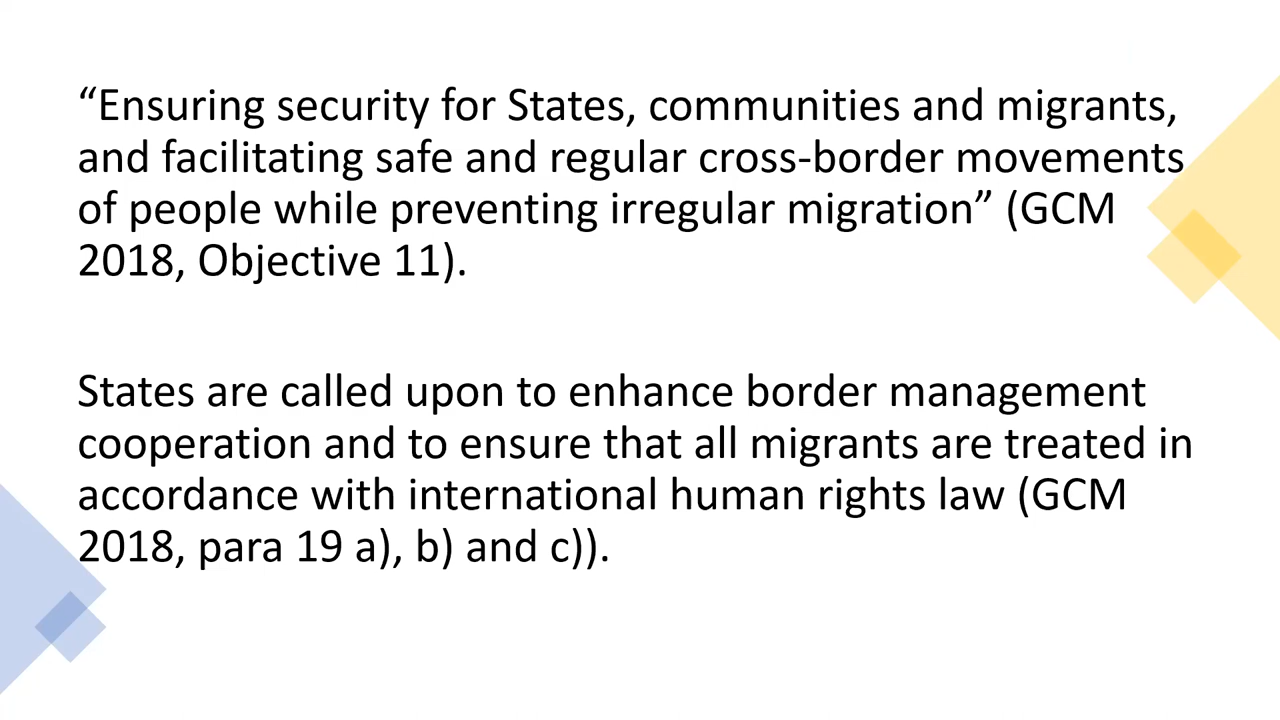 “Ensuring security for States, communities and migrants,
and facilitating safe and regular cross-border movements
of people while preventing irregular migration” (GCM
2018, Objective 11).
States are called upon to enhance border management
cooperation and to ensure that all migrants are treated in
accordance with international human rights law (GCM
2018, para 19 a), b) and c)).